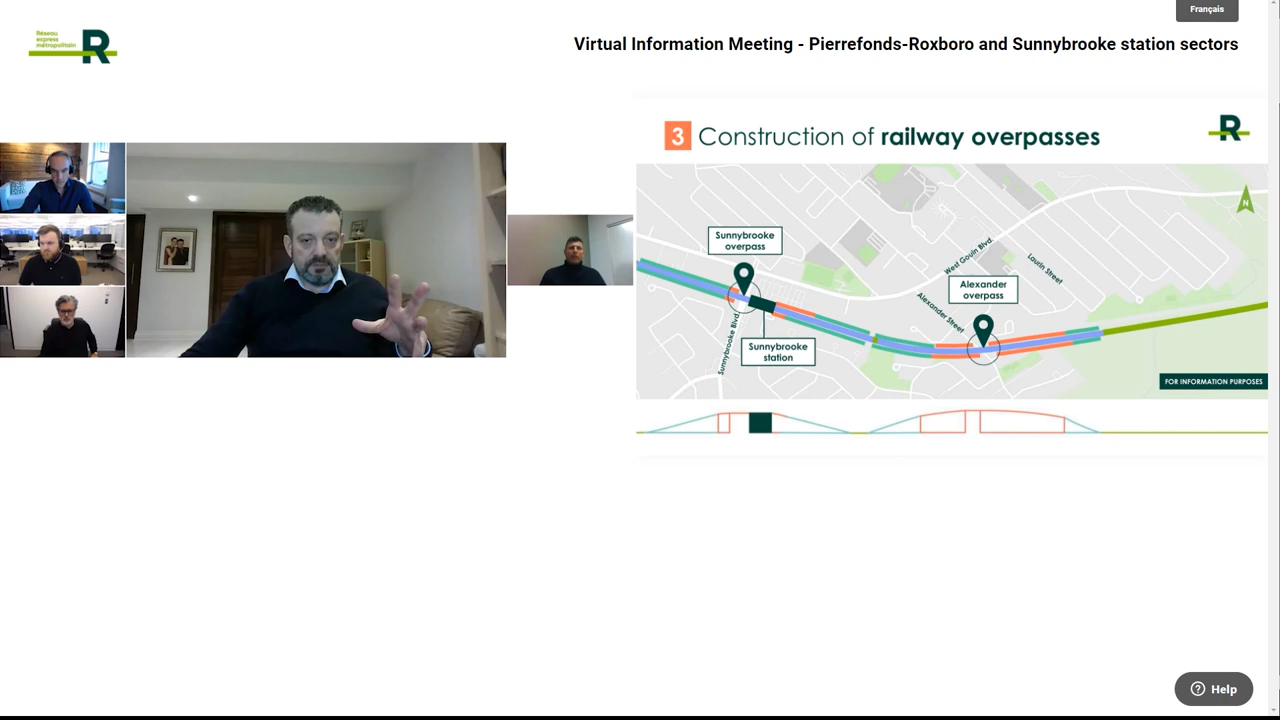 Français
Réseau
express
métropolitain
R
Virtual Information Meeting - Pierrefonds-Roxboro and Sunnybrooke station sectors
3 Construction of railway overpasses
R
N
Sunnybrooke
overpass
West Gouin Blvd.
Laurin Street
Alexander
overpass
Alexander Street
Sunnybrooke Blvd.
Sunnybrooke
station
FOR INFORMATION PURPOSES
? Help